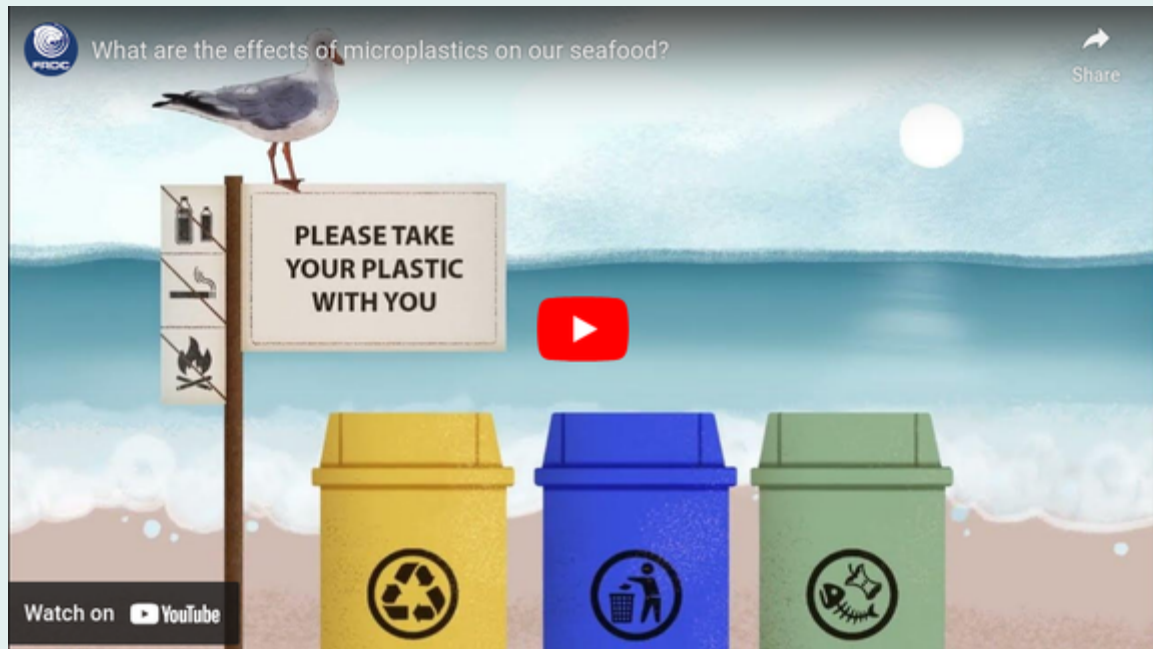 FRDC
What are the effects of microplastics on our seafood?
Share
PLEASE TAKE
YOUR PLASTIC
WITH YOU
Watch on YouTube